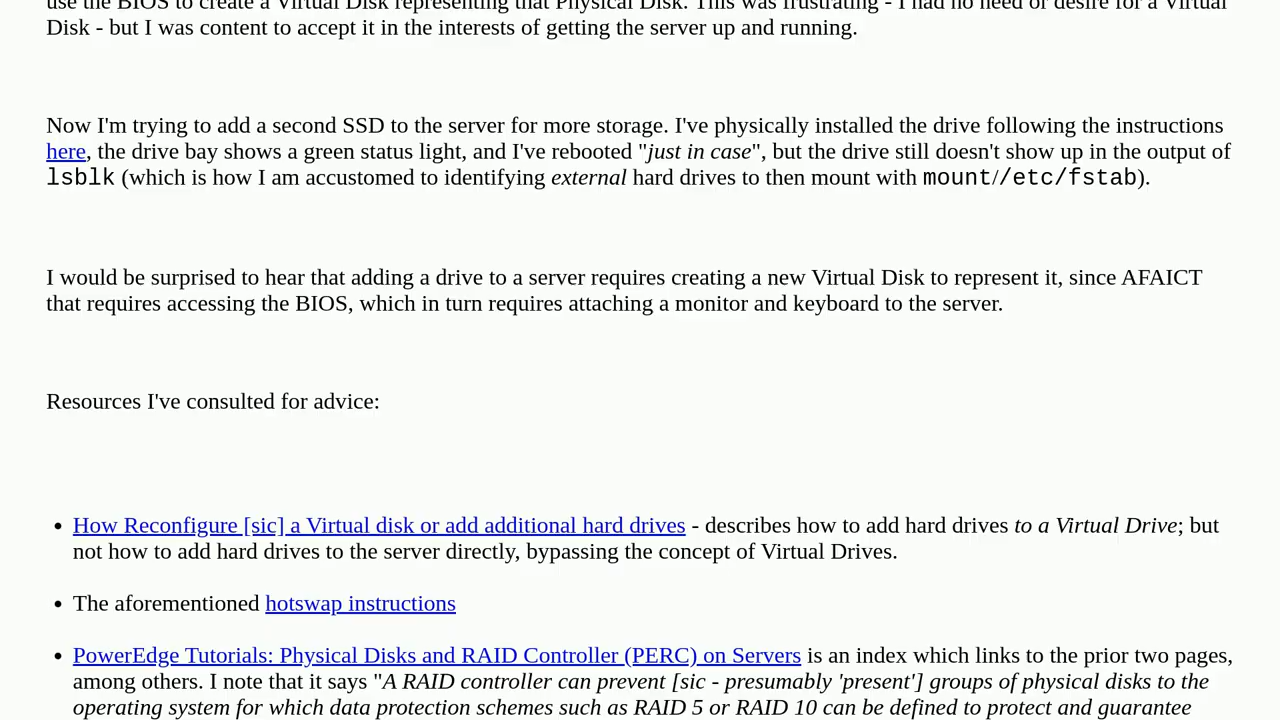 use the BIOS to create a Virtual Disk representing that Physical Disk. This was frustrating - I had no need or desire for a Virtual
Disk - but I was content to accept it in the interests of getting the server up and running.
Now I'm trying to add a second SSD to the server for more storage. I've physically installed the drive following the instructions
here, the drive bay shows a green status light, and I've rebooted "just in case", but the drive still doesn't show up in the output of
lsblk (which is how I am accustomed to identifying external hard drives to then mount with mount//etc/fstab).
I would be surprised to hear that adding a drive to a server requires creating a new Virtual Disk to represent it, since AFAICT
that requires accessing the BIOS, which in turn requires attaching a monitor and keyboard to the server.
Resources I've consulted for advice:
• How Reconfigure [sic] a Virtual disk or add additional hard drives - describes how to add hard drives to a Virtual Drive; but
not how to add hard drives to the server directly, bypassing the concept of Virtual Drives.
• The aforementioned hotswap instructions
• PowerEdge Tutorials: Physical Disks and RAID Controller (PERC) on Servers is an index which links to the prior two pages,
among others. I note that it says "A RAID controller can prevent [sic - presumably 'present'] groups of physical disks to the
operating system for which data protection schemes such as RAID 5 or RAID 10 can be defined to protect and guarantee